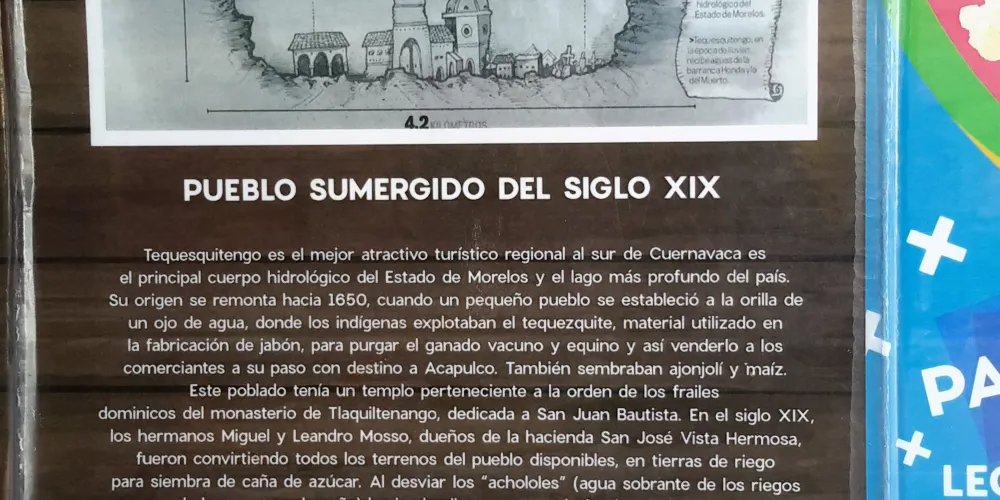 hidrológico del
Estado de Morelos.
>Tequesquitengo, en
la época de lluvias,
recibe aguas de la
barranca Honda y la
del Muerto.
4.2 KILÓMETROS
PUEBLO SUMERGIDO DEL SIGLO XIX
Tequesquitengo es el mejor atractivo turístico regional al sur de Cuernavaca es
el principal cuerpo hidrológico del Estado de Morelos y el lago más profundo del país.
Su origen se remonta hacia 1650, cuando un pequeño pueblo se estableció a la orilla de
un ojo de agua, donde los indígenas explotaban el tequezquite, material utilizado en
la fabricación de jabón, para purgar el ganado vacuno y equino y así venderlo a los
comerciantes a su paso con destino a Acapulco. También sembraban ajonjolí y maíz.
Este poblado tenía un templo perteneciente a la orden de los frailes
dominicos del monasterio de Tlaquiltenango, dedicada a San Juan Bautista. En el siglo XIX,
los hermanos Miguel y Leandro Mosso, dueños de la hacienda San José Vista Hermosa,
fueron convirtiendo todos los terrenos del pueblo disponibles, en tierras de riego
para siembra de caña de azúcar. Al desviar los "achololes" (agua sobrante de los riegos
PA
LEC